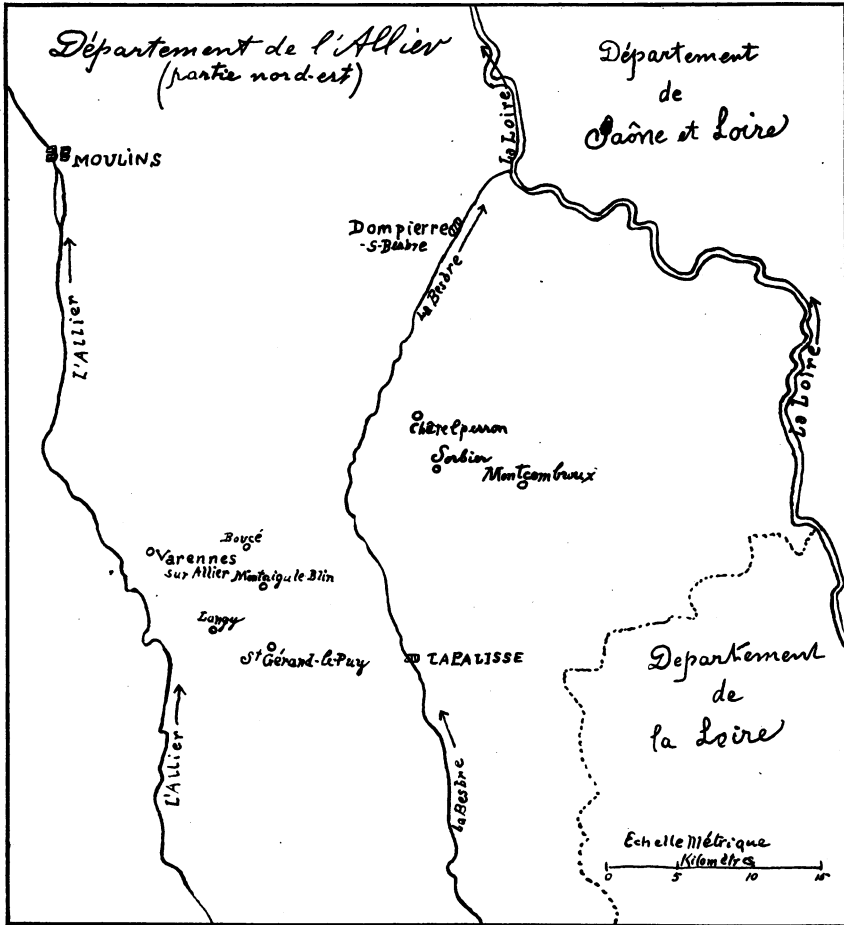 Département de l'Allier
(partie nord-est)
Département
de
Saône et Loire
La Loire
MOULINS
Dompierre
-s-Besbre
La Besbre
L'Allier
La Loire
Châtelperron
Sorbier
Montcombroux
Boucé
Varennes
sur Allier
Montaigu le Blin
Langy
St Gérand-le-Puy
LAPALISSE
Departement
de
la Loire
L'Allier
La Besbre
Echelle Métrique
Kilomètres
0 5 10 15